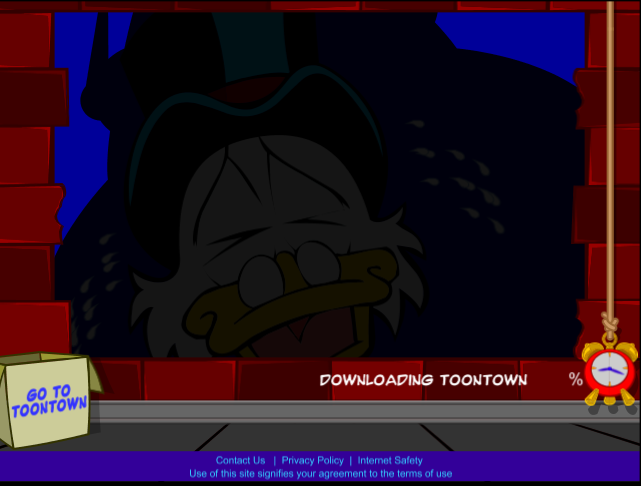 DOWNLOADING TOONTOWN %
GO TO
TOONTOWN
Contact Us | Privacy Policy | Internet Safety
Use of this site signifies your agreement to the terms of use